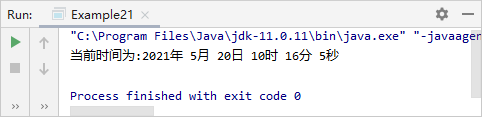 Run: Example21
"C:\Program Files\Java\jdk-11.0.11\bin\java.exe" "-javaagen
当前时间为:2021年 5月 20日 10时 16分 5秒
Process finished with exit code 0